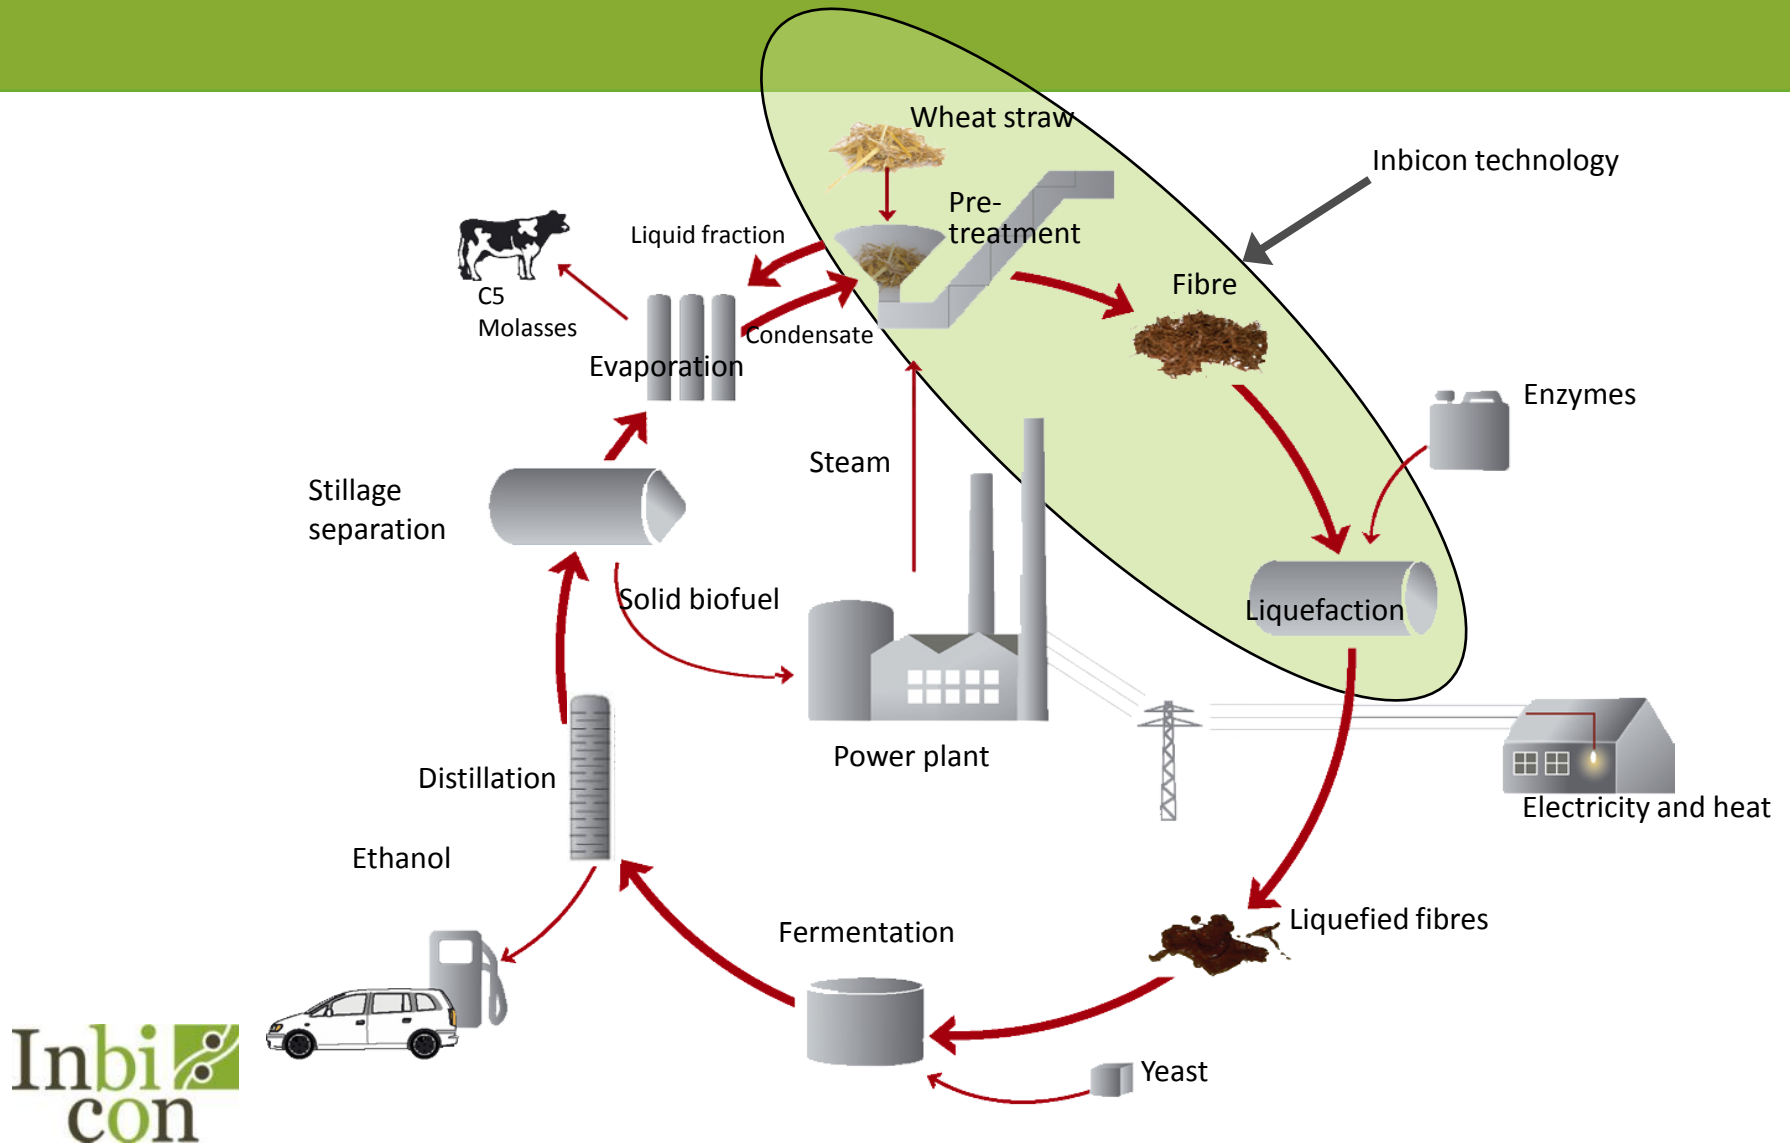 Wheat straw
Inbicon technology
Pre-
treatment
Liquid fraction
Fibre
C5
Molasses
Condensate
Evaporation
Enzymes
Steam
Stillage
separation
Solid biofuel
Liquefaction
Power plant
Distillation
Electricity and heat
Ethanol
Liquefied fibres
Fermentation
Yeast
Inbi
con